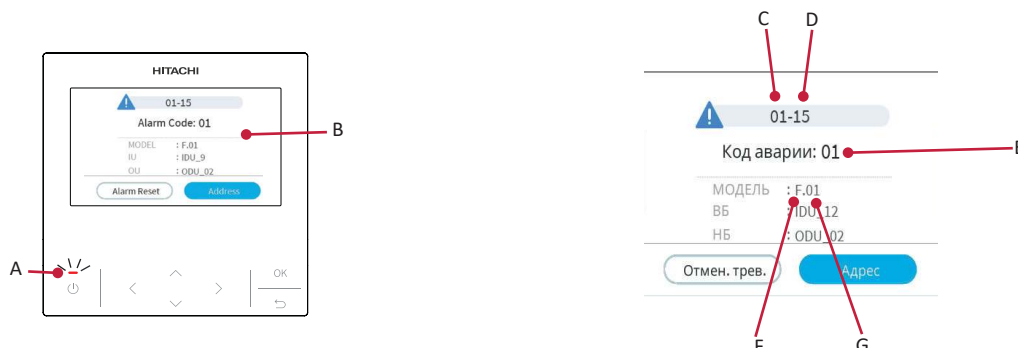 C D
HITACHI
01-15
Alarm Code: 01
MODEL : F.01
IU : IDU_9
OU : ODU_02
Alarm Reset Address
B
A
OK
01-15
Код аварии: 01
E
МОДЕЛЬ : F.01
ВБ : IDU_12
НБ : ODU_02
Отмен. трев. Адрес
F G